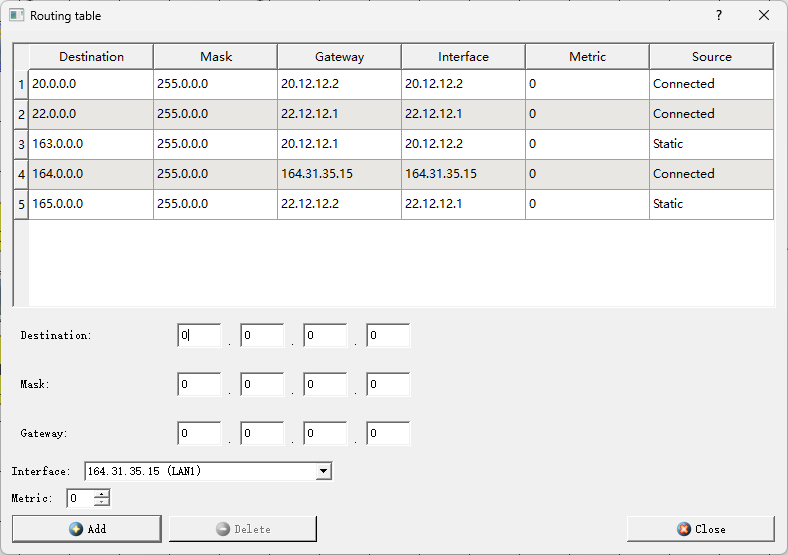 Routing table ?
Destination Mask Gateway Interface Metric Source
1 20.0.0.0 255.0.0.0 20.12.12.2 20.12.12.2 0 Connected
2 22.0.0.0 255.0.0.0 22.12.12.1 22.12.12.1 0 Connected
3 163.0.0.0 255.0.0.0 20.12.12.1 20.12.12.2 0 Static
4 164.0.0.0 255.0.0.0 164.31.35.15 164.31.35.15 0 Connected
5 165.0.0.0 255.0.0.0 22.12.12.2 22.12.12.1 0 Static
Destination: 0 . 0 . 0 . 0
Mask: 0 . 0 . 0 . 0
Gateway: 0 . 0 . 0 . 0
Interface: 164.31.35.15 (LAN1)
Metric: 0
Add Delete Close